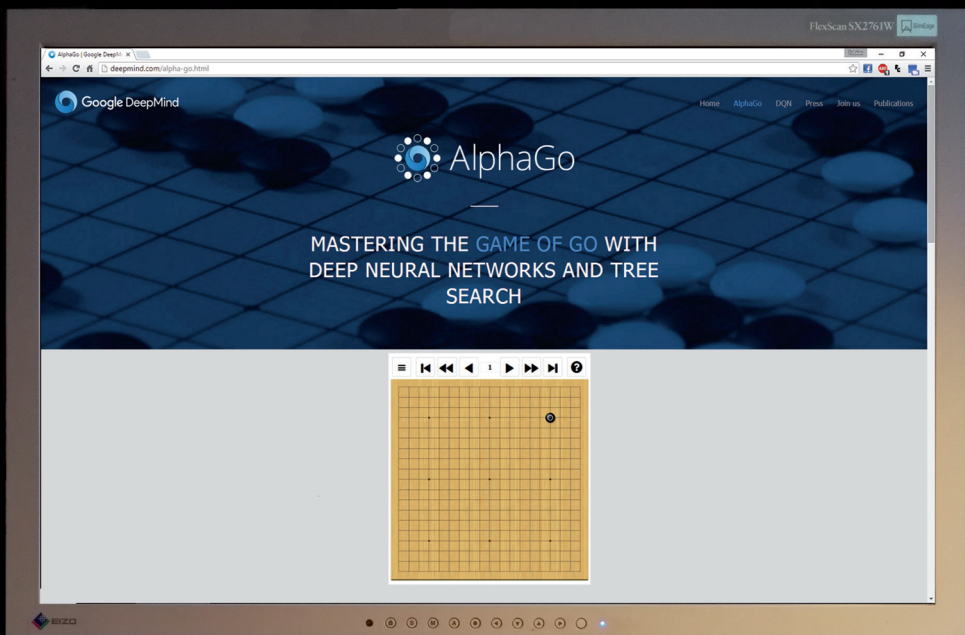 FlexScan SX2761W
SlimEdge
AlphaGo | Google DeepMi
deepmind.com/alpha-go.html
Google DeepMind
Home AlphaGo DQN Press Join us Publications
AlphaGo
MASTERING THE GAME OF GO WITH
DEEP NEURAL NETWORKS AND TREE
SEARCH
1
?
EIZO
S M A